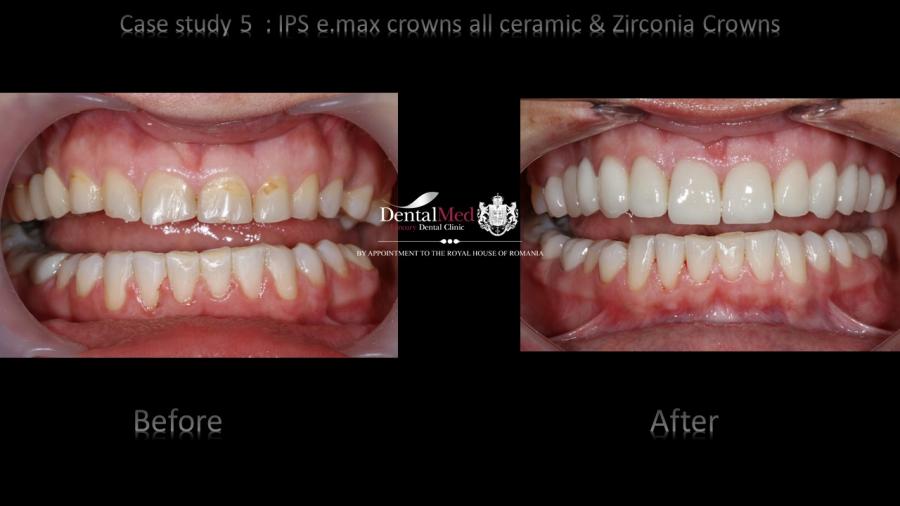 Case study 5 : IPS e.max crowns all ceramic & Zirconia Crowns
DentalMed
Luxury Dental Clinic
BY APPOINTMENT TO THE ROYAL HOUSE OF ROMANIA
Before
After